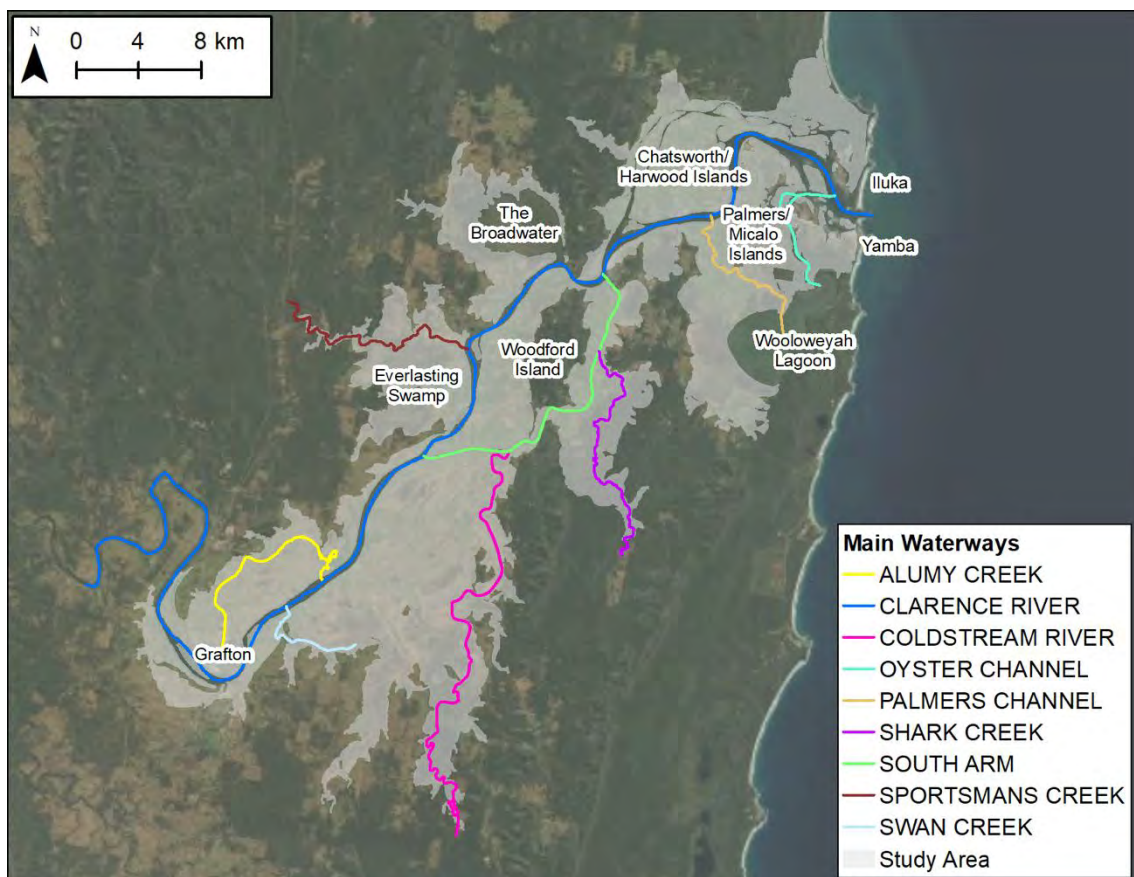 N
0 4 8 km
Chatsworth/
Harwood Islands
Iluka
The
Broadwater
Palmers/
Micalo
Islands
Yamba
Wooloweyah
Lagoon
Woodford
Island
Everlasting
Swamp
Grafton
Main Waterways
ALUMY CREEK
CLARENCE RIVER
COLDSTREAM RIVER
OYSTER CHANNEL
PALMERS CHANNEL
SHARK CREEK
SOUTH ARM
SPORTSMANS CREEK
SWAN CREEK
Study Area